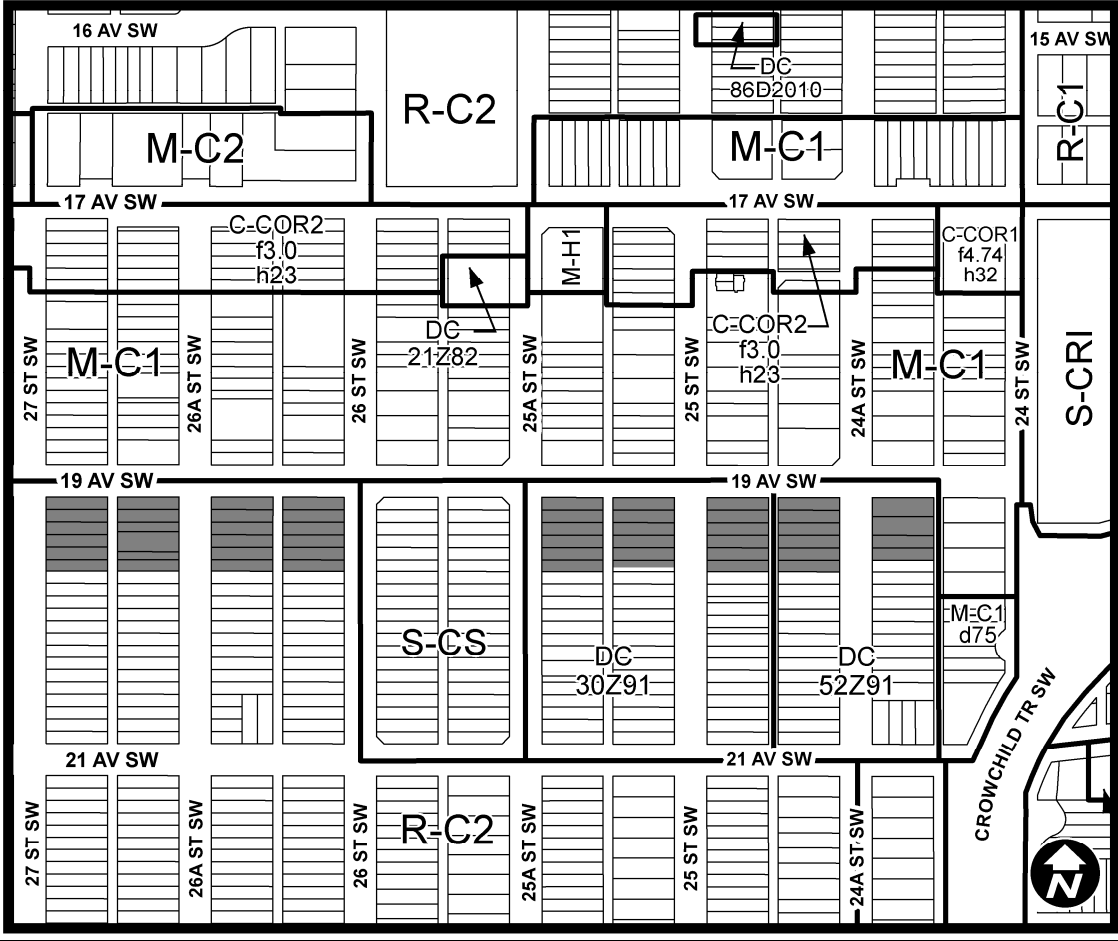 16 AV SW
15 AV SW
DC
86D2010
R-C2
R-C1
M-C2
M-C1
17 AV SW
17 AV SW
C-COR2
f3.0
h23
M-H1
C-COR1
f4.74
h32
DC
21Z82
C-COR2
f3.0
h23
M-C1
M-C1
S-CRI
27 ST SW
26A ST SW
26 ST SW
25A ST SW
25 ST SW
24A ST SW
24 ST SW
19 AV SW
19 AV SW
S-CS
DC
30Z91
DC
52Z91
M-C1
d75
CROWCHILD TR SW
21 AV SW
21 AV SW
R-C2
27 ST SW
26A ST SW
26 ST SW
25A ST SW
25 ST SW
24A ST SW
N